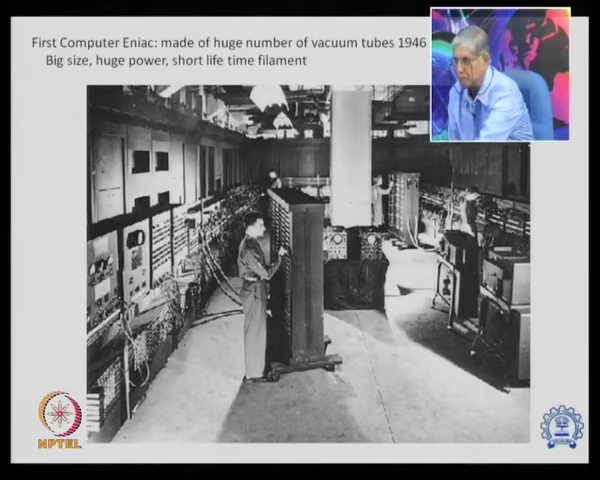 First Computer Eniac: made of huge number of vacuum tubes 1946
Big size, huge power, short life time filament
NPTEL